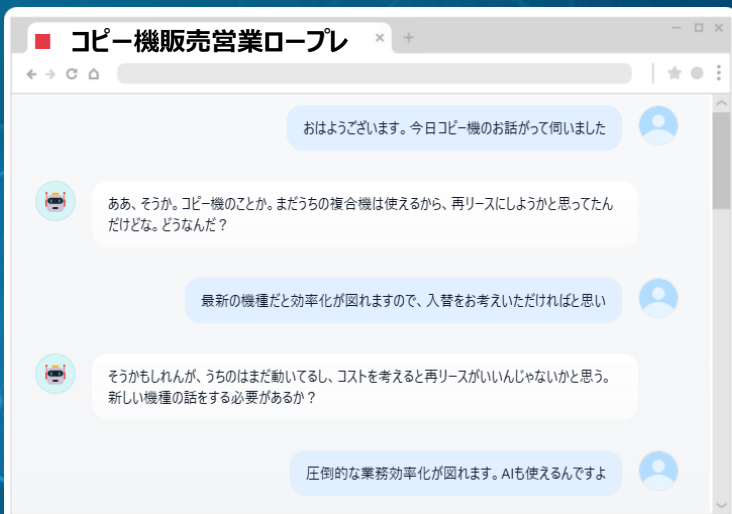 コピー機販売営業ロープレ
おはようございます。今日コピー機のお話がって伺いました
ああ、そうか。コピー機のことか。まだうちの複合機は使えるから、再リースにしようかと思ってたん
だけどな。どうなんだ？
最新の機種だと効率化が図れますので、入替をお考えいただければと思い
そうかもしれんが、うちのはまだ動いてるし、コストを考えると再リースがいいんじゃないかと思う。
新しい機種の話をする必要があるか？
圧倒的な業務効率化が図れます。AIも使えるんですよ